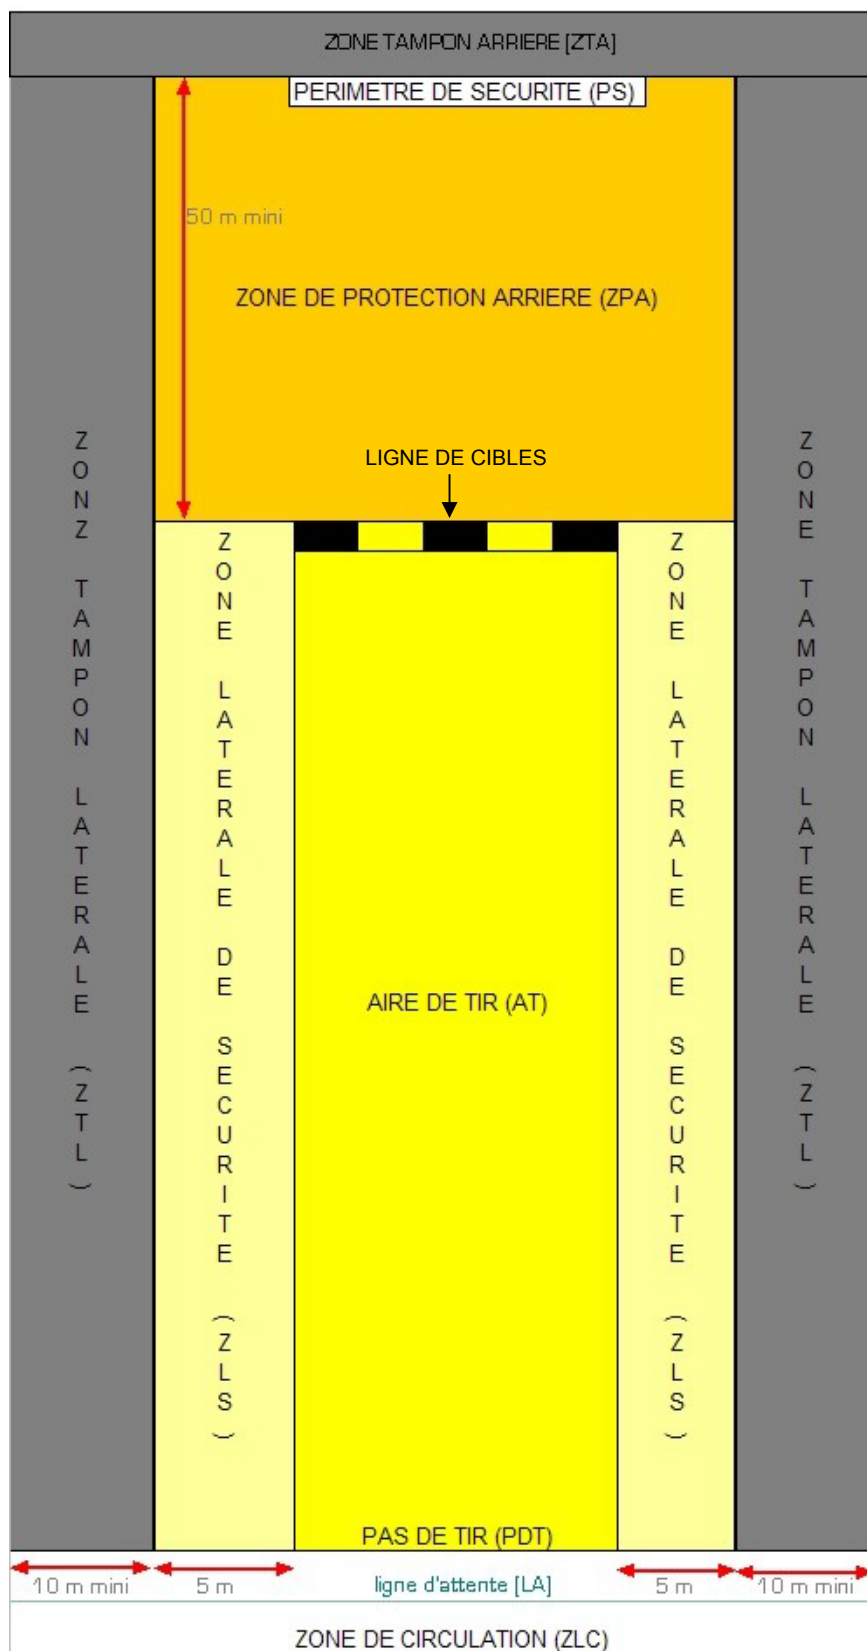 ZONE TAMPON ARRIERE [ZTA]
PERIMETRE DE SECURITE (PS)
50 m mini
ZONE DE PROTECTION ARRIERE (ZPA)
LIGNE DE CIBLES
ZONZ TAMPON LATERALE (ZTL)
ZONE LATERALE DE SECURITE (ZLS)
ZONE LATERALE DE SECURITE (ZLS)
ZONE TAMPON LATERALE (ZTL)
AIRE DE TIR (AT)
PAS DE TIR (PDT)
10 m mini
5 m
ligne d'attente [LA]
5 m
10 m mini
ZONE DE CIRCULATION (ZLC)